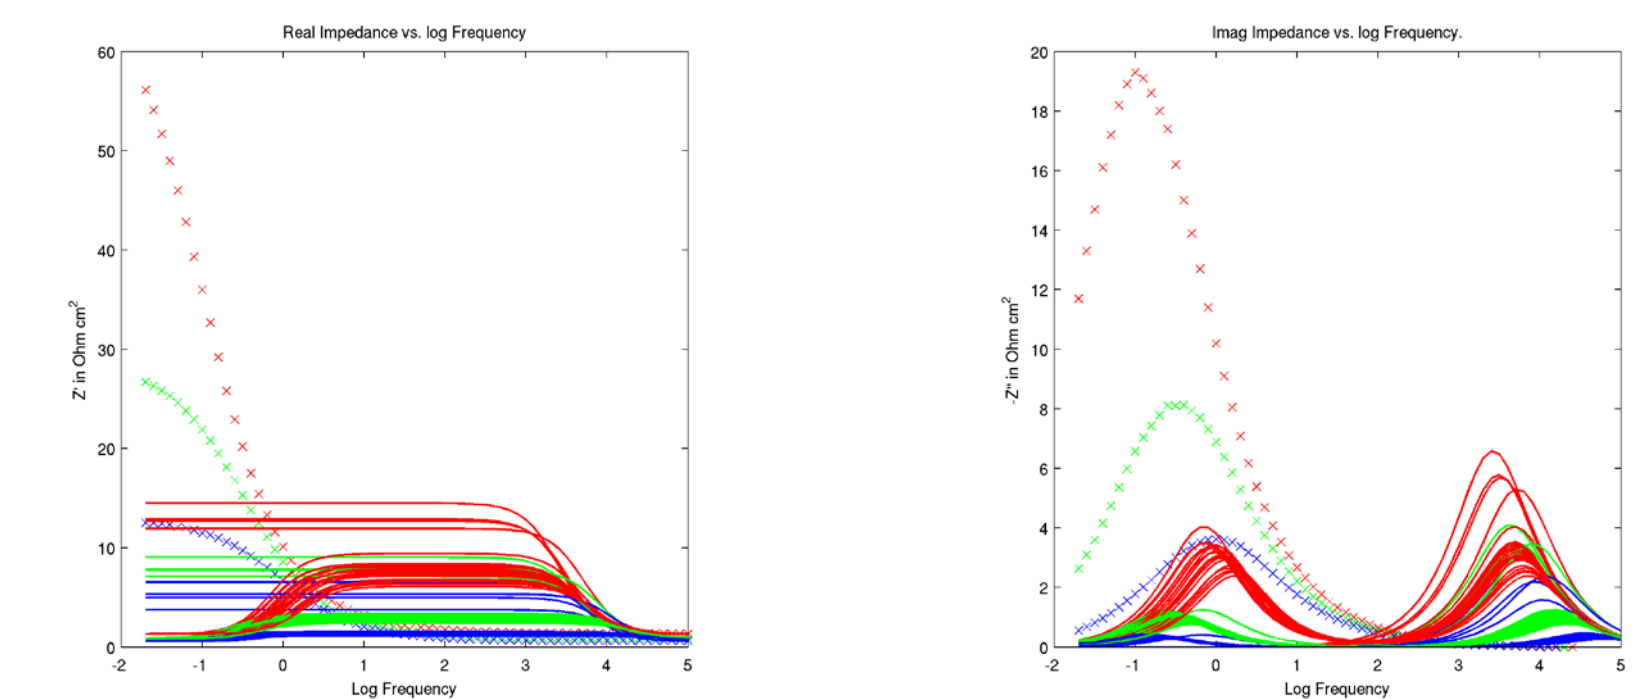 Real Impedance vs. log Frequency
60
50
40
30
20
10
0
Z' in Ohm cm²
-2 -1 0 1 2 3 4 5
Log Frequency
Imag Impedance vs. log Frequency.
20
18
16
14
12
10
8
6
4
2
0
-Z'' in Ohm cm²
-2 -1 0 1 2 3 4 5
Log Frequency